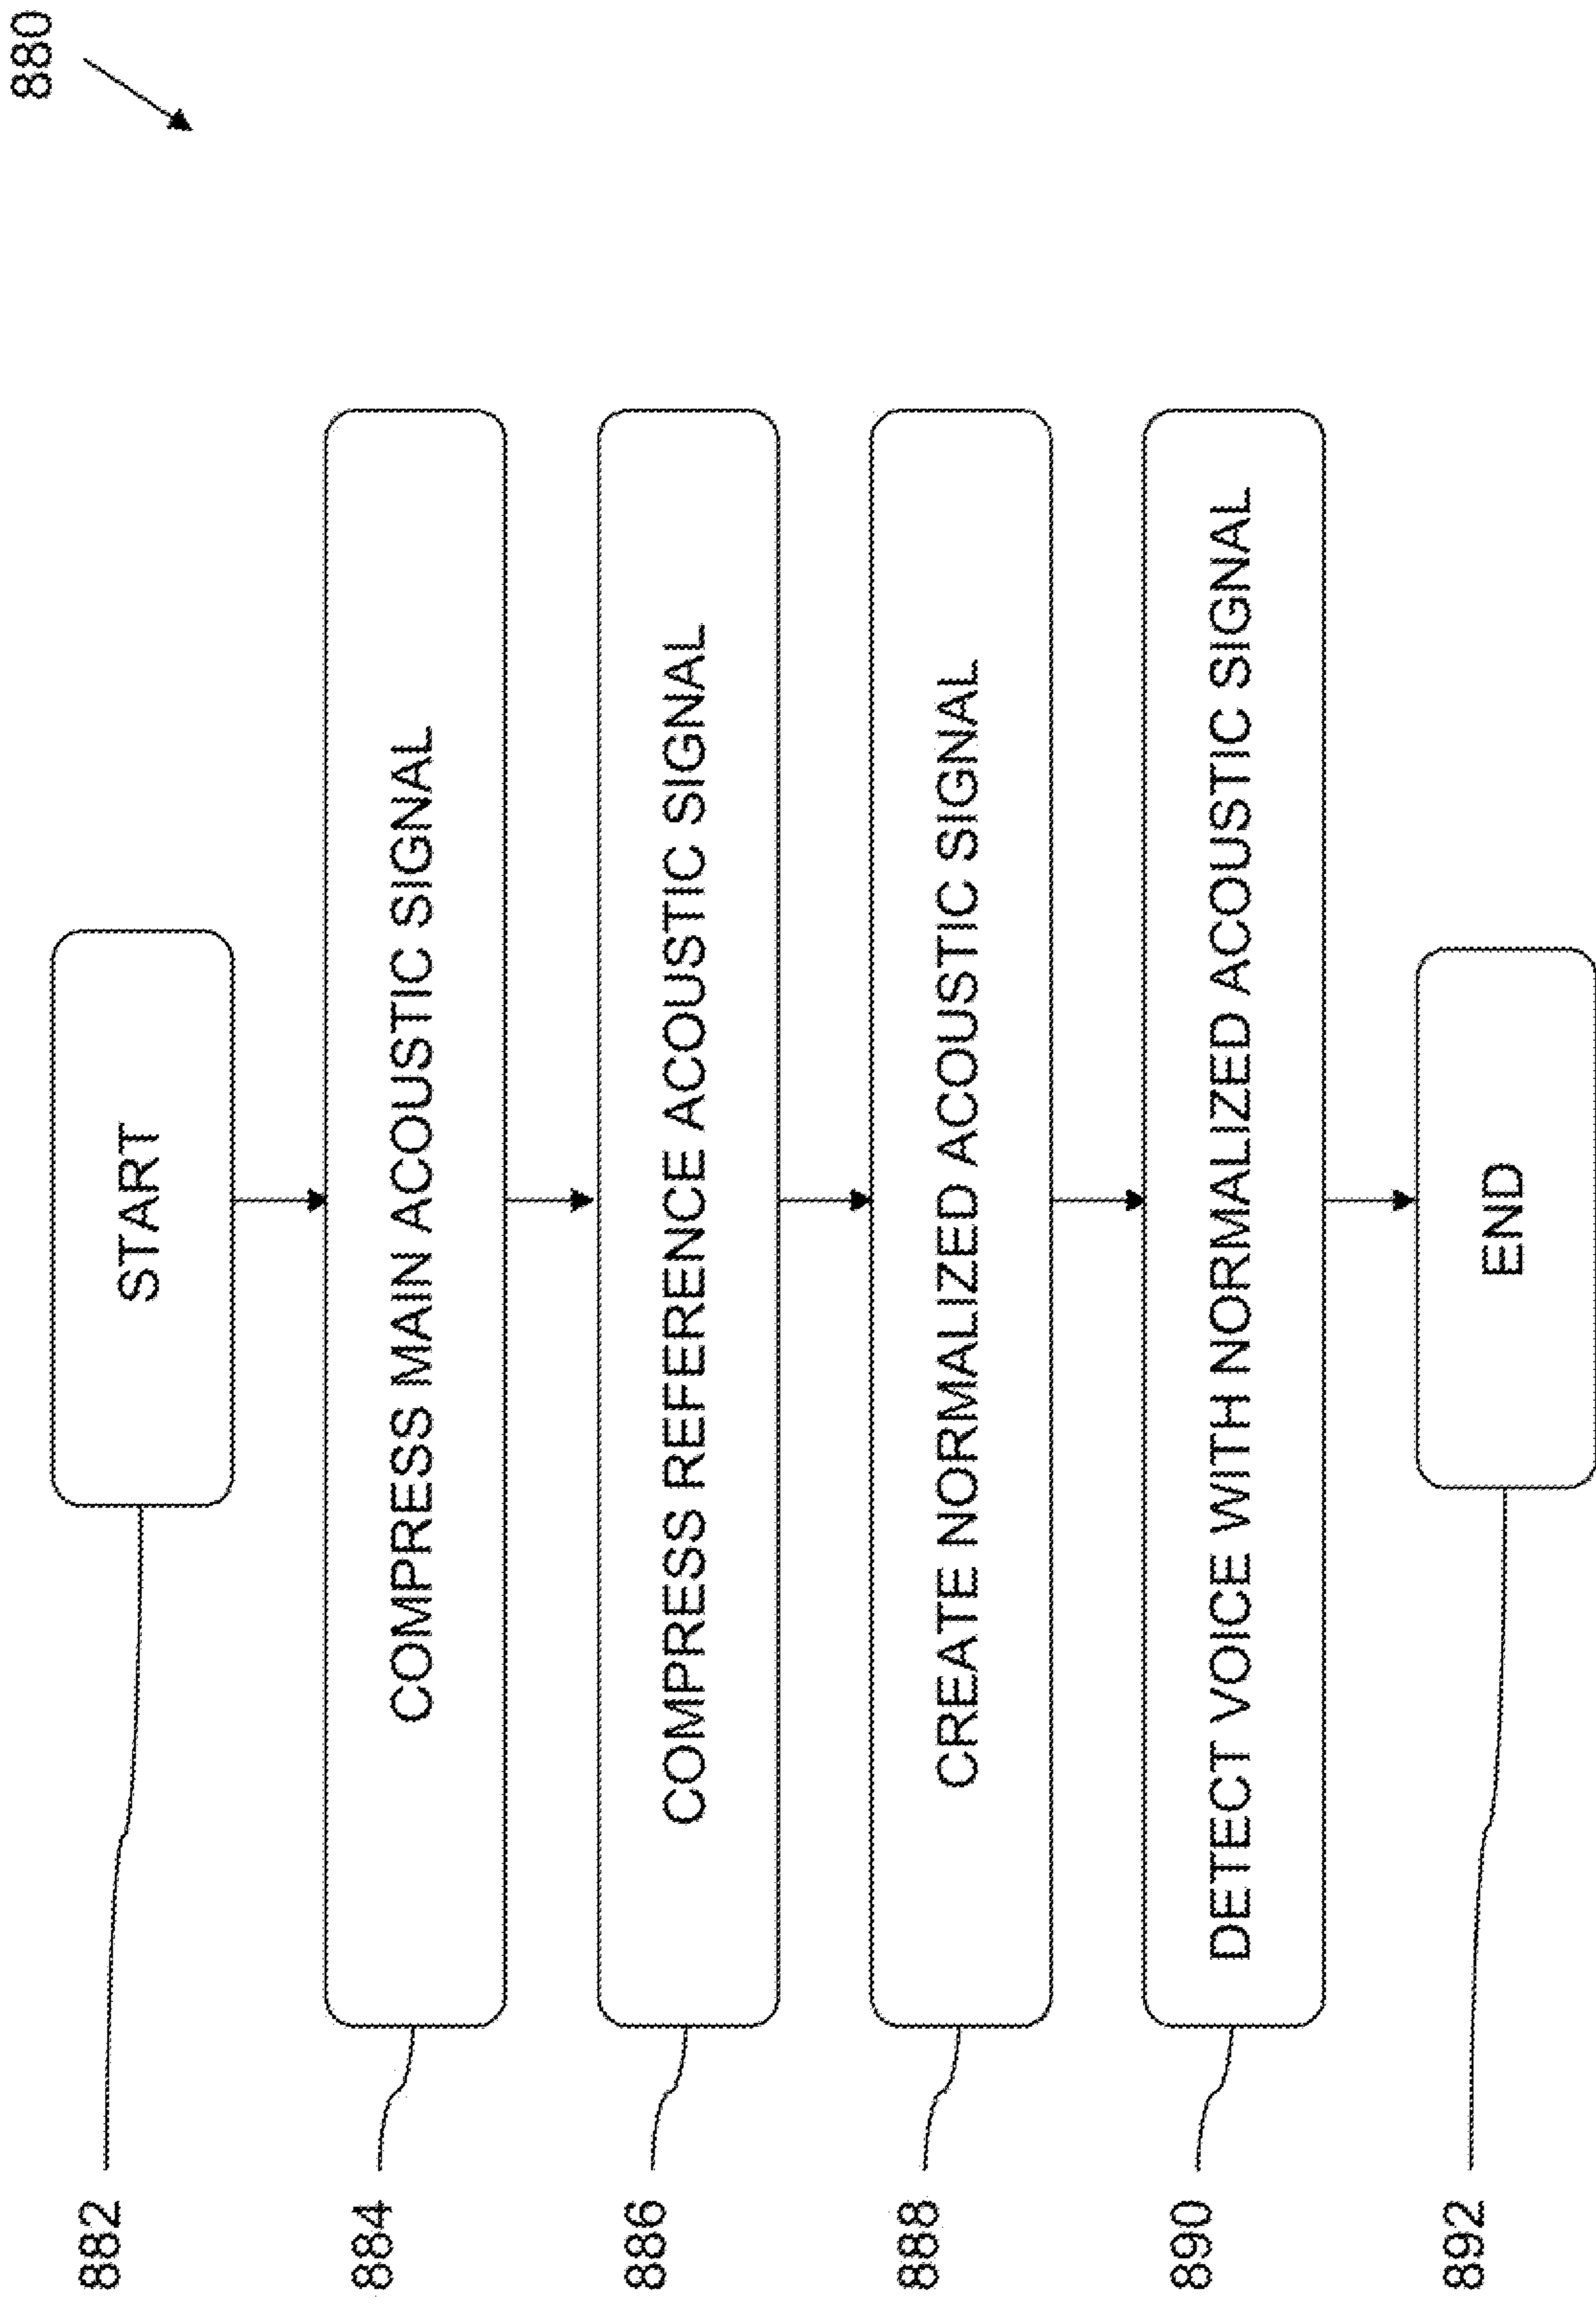 880
882
START
884
COMPRESS MAIN ACOUSTIC SIGNAL
886
COMPRESS REFERENCE ACOUSTIC SIGNAL
888
CREATE NORMALIZED ACOUSTIC SIGNAL
890
DETECT VOICE WITH NORMALIZED ACOUSTIC SIGNAL
892
END